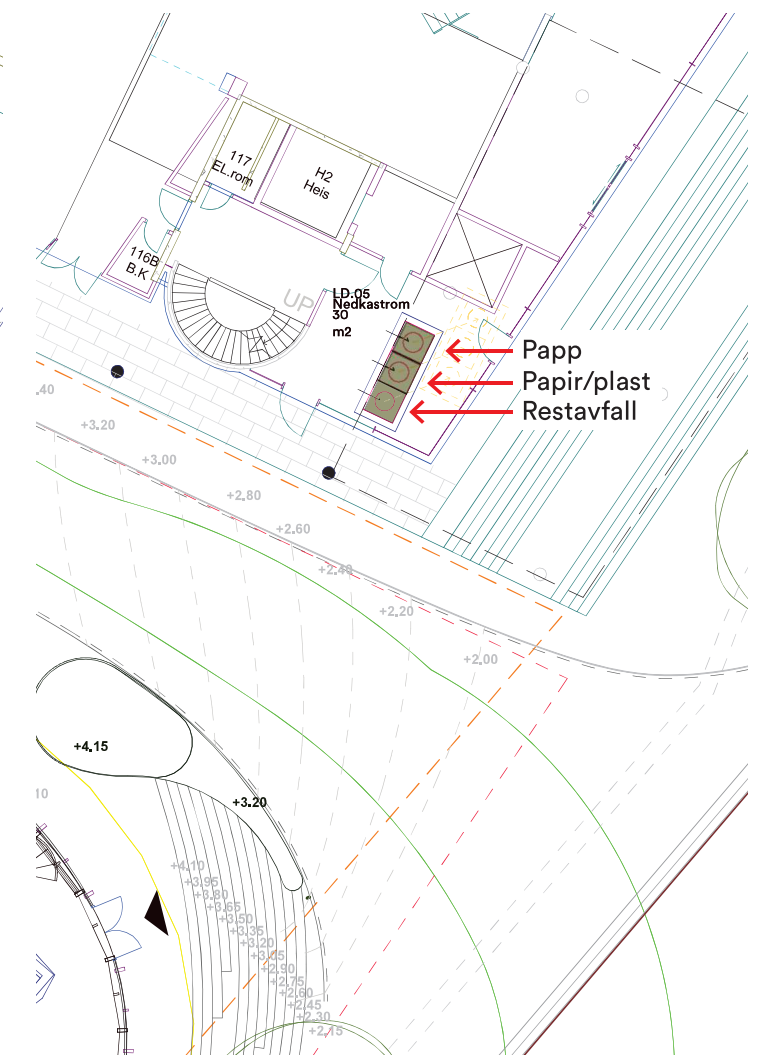 117
EL.rom
H2
Heis
116B
B.K
UP
LD.05
Nedkastrom
30
m2
Papp
Papir/plast
Restavfall
.40
+3.20
+3.00
+2.80
+2.60
+2.40
+2.20
+2.00
+4.15
+3.20
10
+4.10
+3.95
+3.80
+3.65
+3.50
+3.35
+3.20
+3.05
+2.90
+2.75
+2.60
+2.45
+2.30
+2.15